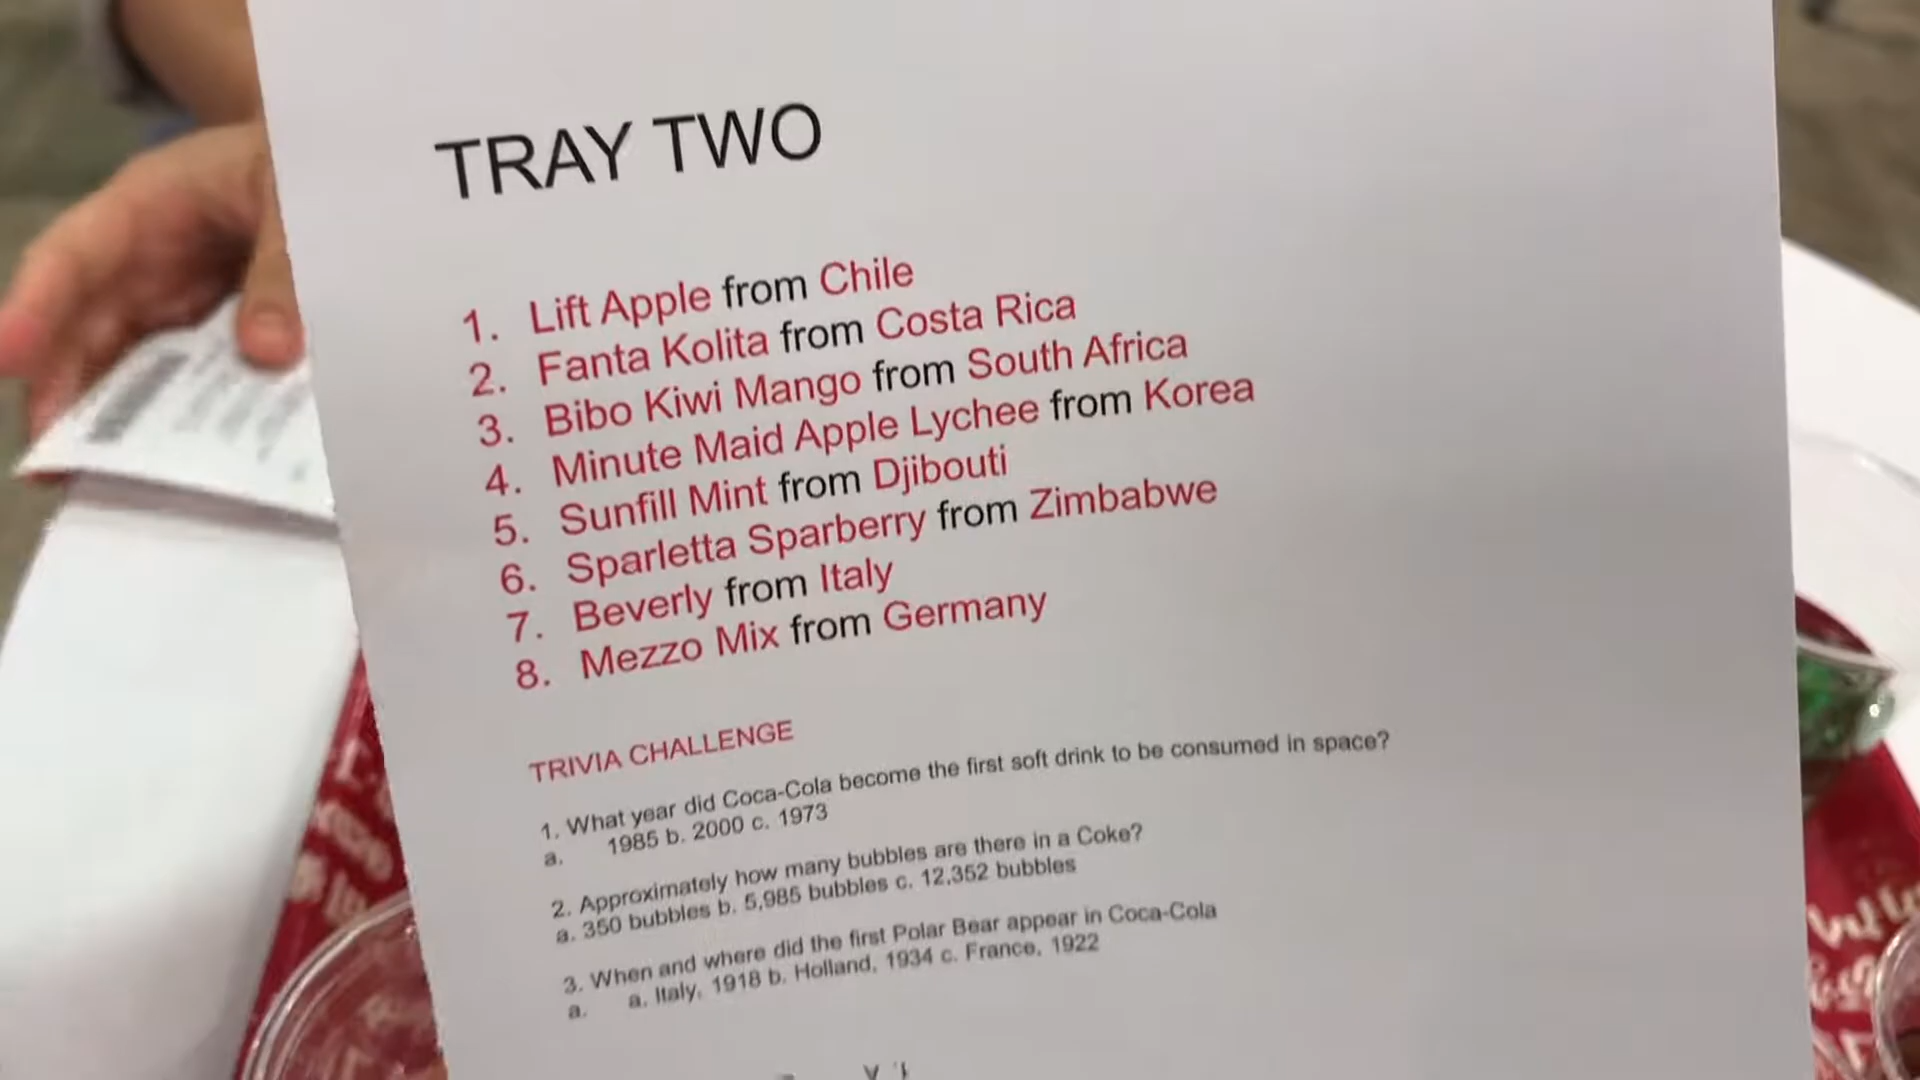 TRAY TWO
1. Lift Apple from Chile
2. Fanta Kolita from Costa Rica
3. Bibo Kiwi Mango from South Africa
4. Minute Maid Apple Lychee from Korea
5. Sunfill Mint from Djibouti
6. Sparletta Sparberry from Zimbabwe
7. Beverly from Italy
8. Mezzo Mix from Germany
TRIVIA CHALLENGE
1. What year did Coca-Cola become the first soft drink to be consumed in space?
a. 1985 b. 2000 c. 1973
2. Approximately how many bubbles are there in a Coke?
a. 350 bubbles b. 5,985 bubbles c. 12,352 bubbles
3. When and where did the first Polar Bear appear in Coca-Cola
a. a. Italy, 1918 b. Holland, 1934 c. France, 1922